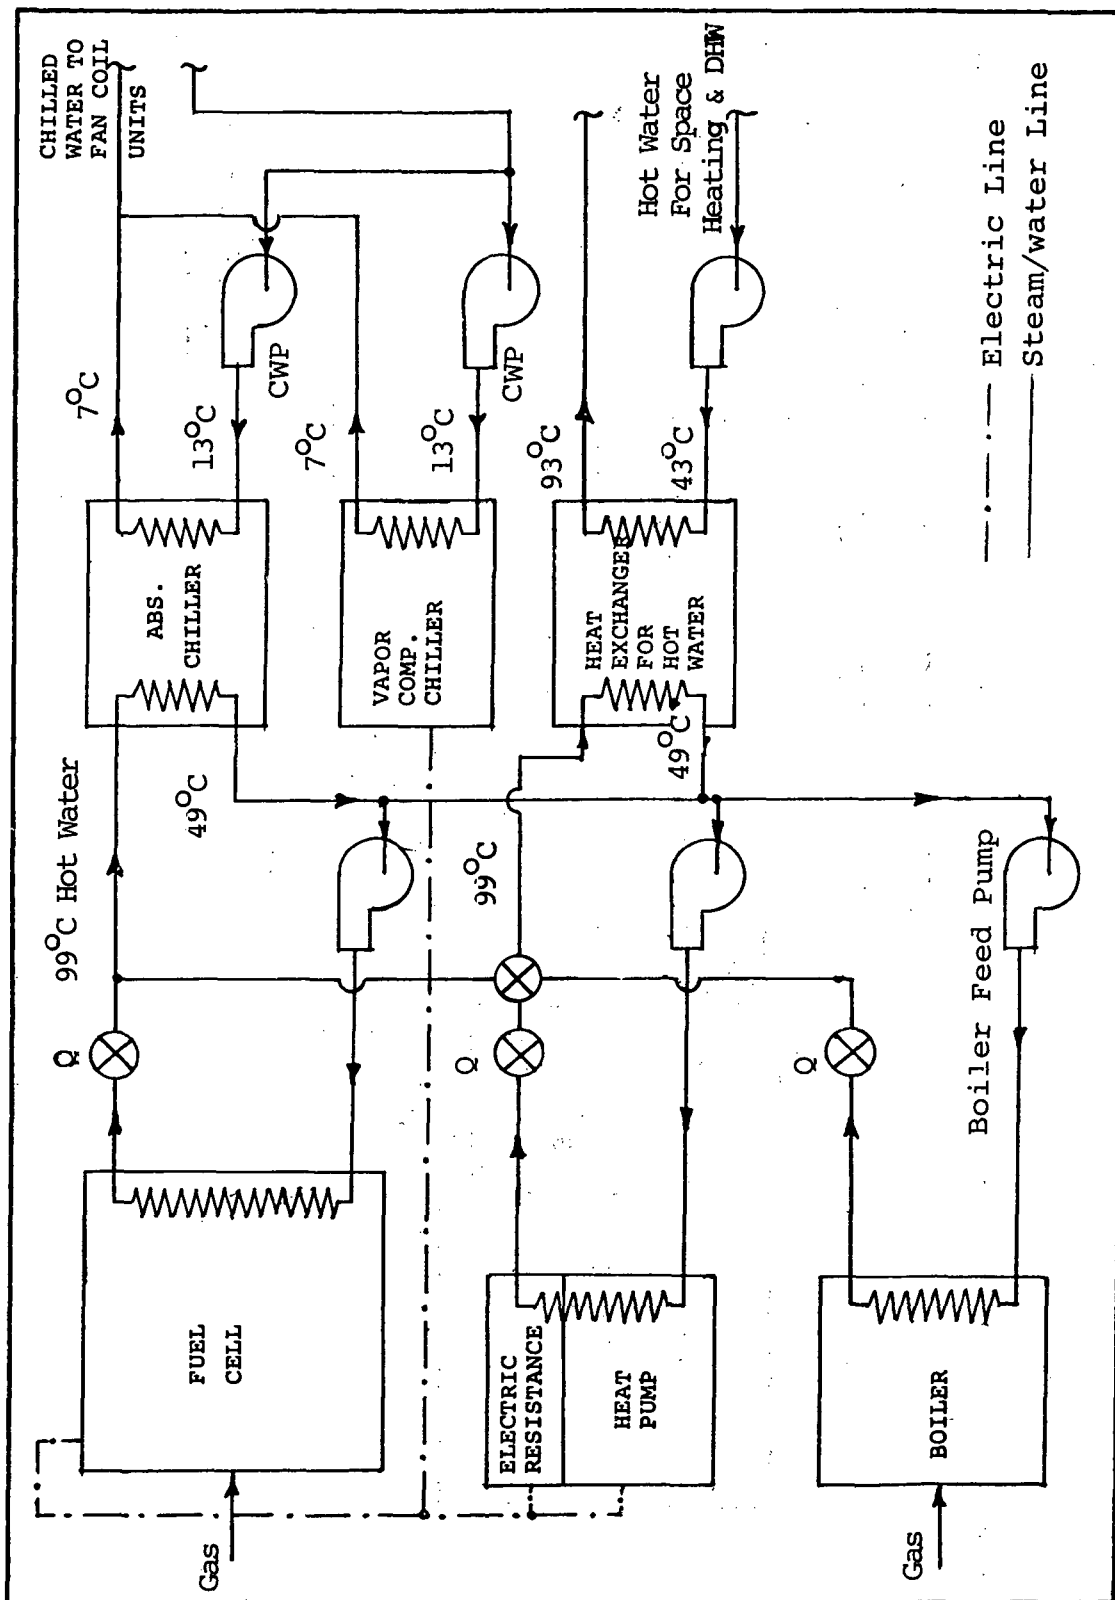 CHILLED
WATER TO
FAN COIL
UNITS
7°C
13°C
CWP
7°C
13°C
CWP
Hot Water
For Space
Heating & DHW
93°C
43°C
ABS.
CHILLER
VAPOR
COMP.
CHILLER
HEAT
EXCHANGER
FOR
HOT
WATER
99°C Hot Water
49°C
99°C
49°C
Q
Q
Q
Boiler Feed Pump
FUEL
CELL
ELECTRIC
RESISTANCE
HEAT
PUMP
BOILER
Gas
Gas
Electric Line
Steam/water Line